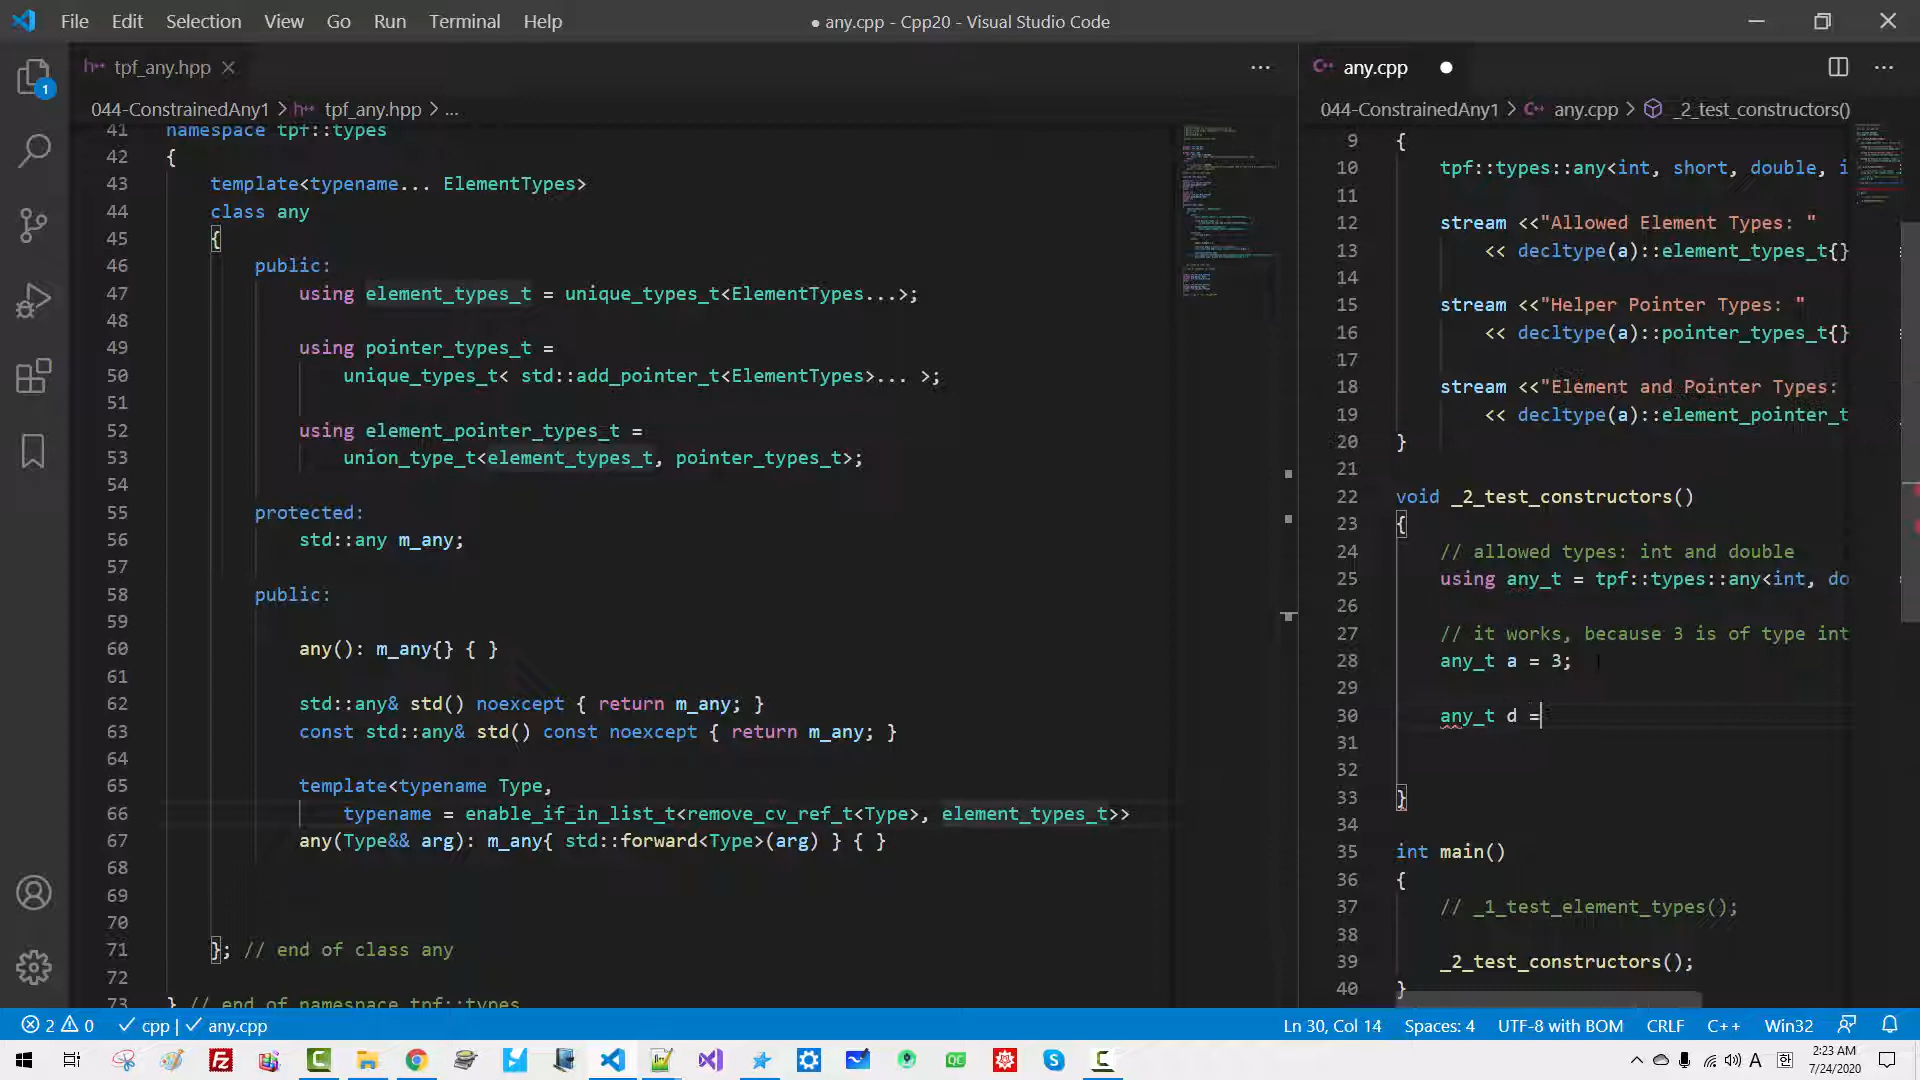 File Edit Selection View Go Run Terminal Help
● any.cpp - Cpp20 - Visual Studio Code
tpf_any.hpp
044-ConstrainedAny1 > tpf_any.hpp > ...
41 namespace tpf::types
42 {
43 template<typename... ElementTypes>
44 class any
45 {
46 public:
47 using element_types_t = unique_types_t<ElementTypes...>;
48
49 using pointer_types_t =
50 unique_types_t< std::add_pointer_t<ElementTypes>... >;
51
52 using element_pointer_types_t =
53 union_type_t<element_types_t, pointer_types_t>;
54
55 protected:
56 std::any m_any;
57
58 public:
59
60 any(): m_any{} { }
61
62 std::any& std() noexcept { return m_any; }
63 const std::any& std() const noexcept { return m_any; }
64
65 template<typename Type,
66 typename = enable_if_in_list_t<remove_cv_ref_t<Type>, element_types_t>>
67 any(Type&& arg): m_any{ std::forward<Type>(arg) } { }
68
69
70
71 }; // end of class any
72
73 } // end of namespace tpf::types
any.cpp ●
044-ConstrainedAny1 > any.cpp > _2_test_constructors()
9 {
10 tpf::types::any<int, short, double, i
11
12 stream <<"Allowed Element Types: "
13 << decltype(a)::element_types_t{}
14
15 stream <<"Helper Pointer Types: "
16 << decltype(a)::pointer_types_t{}
17
18 stream <<"Element and Pointer Types:
19 << decltype(a)::element_pointer_t
20 }
21
22 void _2_test_constructors()
23 {
24 // allowed types: int and double
25 using any_t = tpf::types::any<int, do
26
27 // it works, because 3 is of type int
28 any_t a = 3;
29
30 any_t d =
31
32
33 }
34
35 int main()
36 {
37 // _1_test_element_types();
38
39 _2_test_constructors();
40 }
1
2 0 cpp | any.cpp
Ln 30, Col 14 Spaces: 4 UTF-8 with BOM CRLF C++ Win32
A 한 2:23 AM
7/24/2020